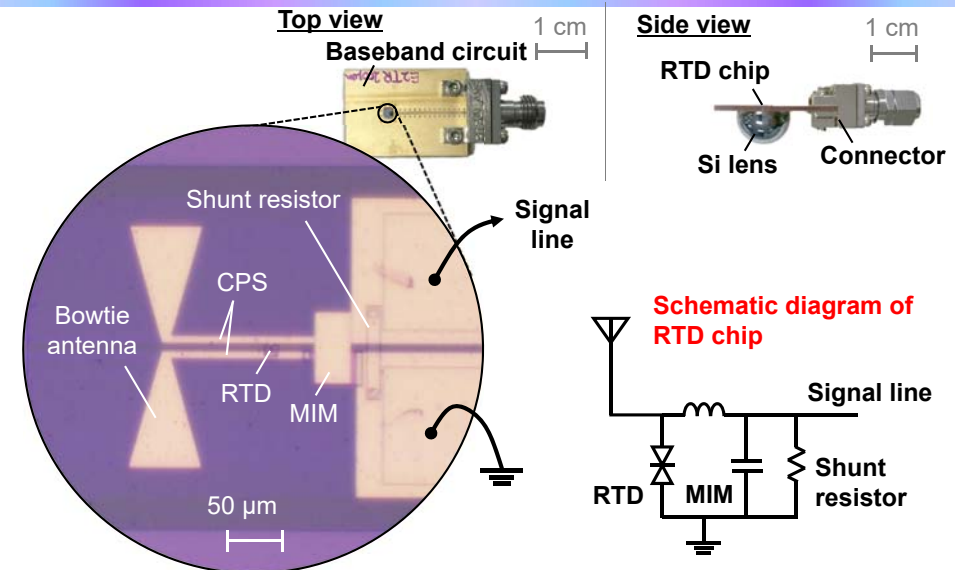 Top view
1 cm
Baseband circuit
E2TR200μm
Side view
1 cm
RTD chip
Si lens
Connector
Shunt resistor
Signal
line
CPS
Bowtie
antenna
RTD
MIM
50 μm
Schematic diagram of
RTD chip
Signal line
RTD
MIM
Shunt
resistor